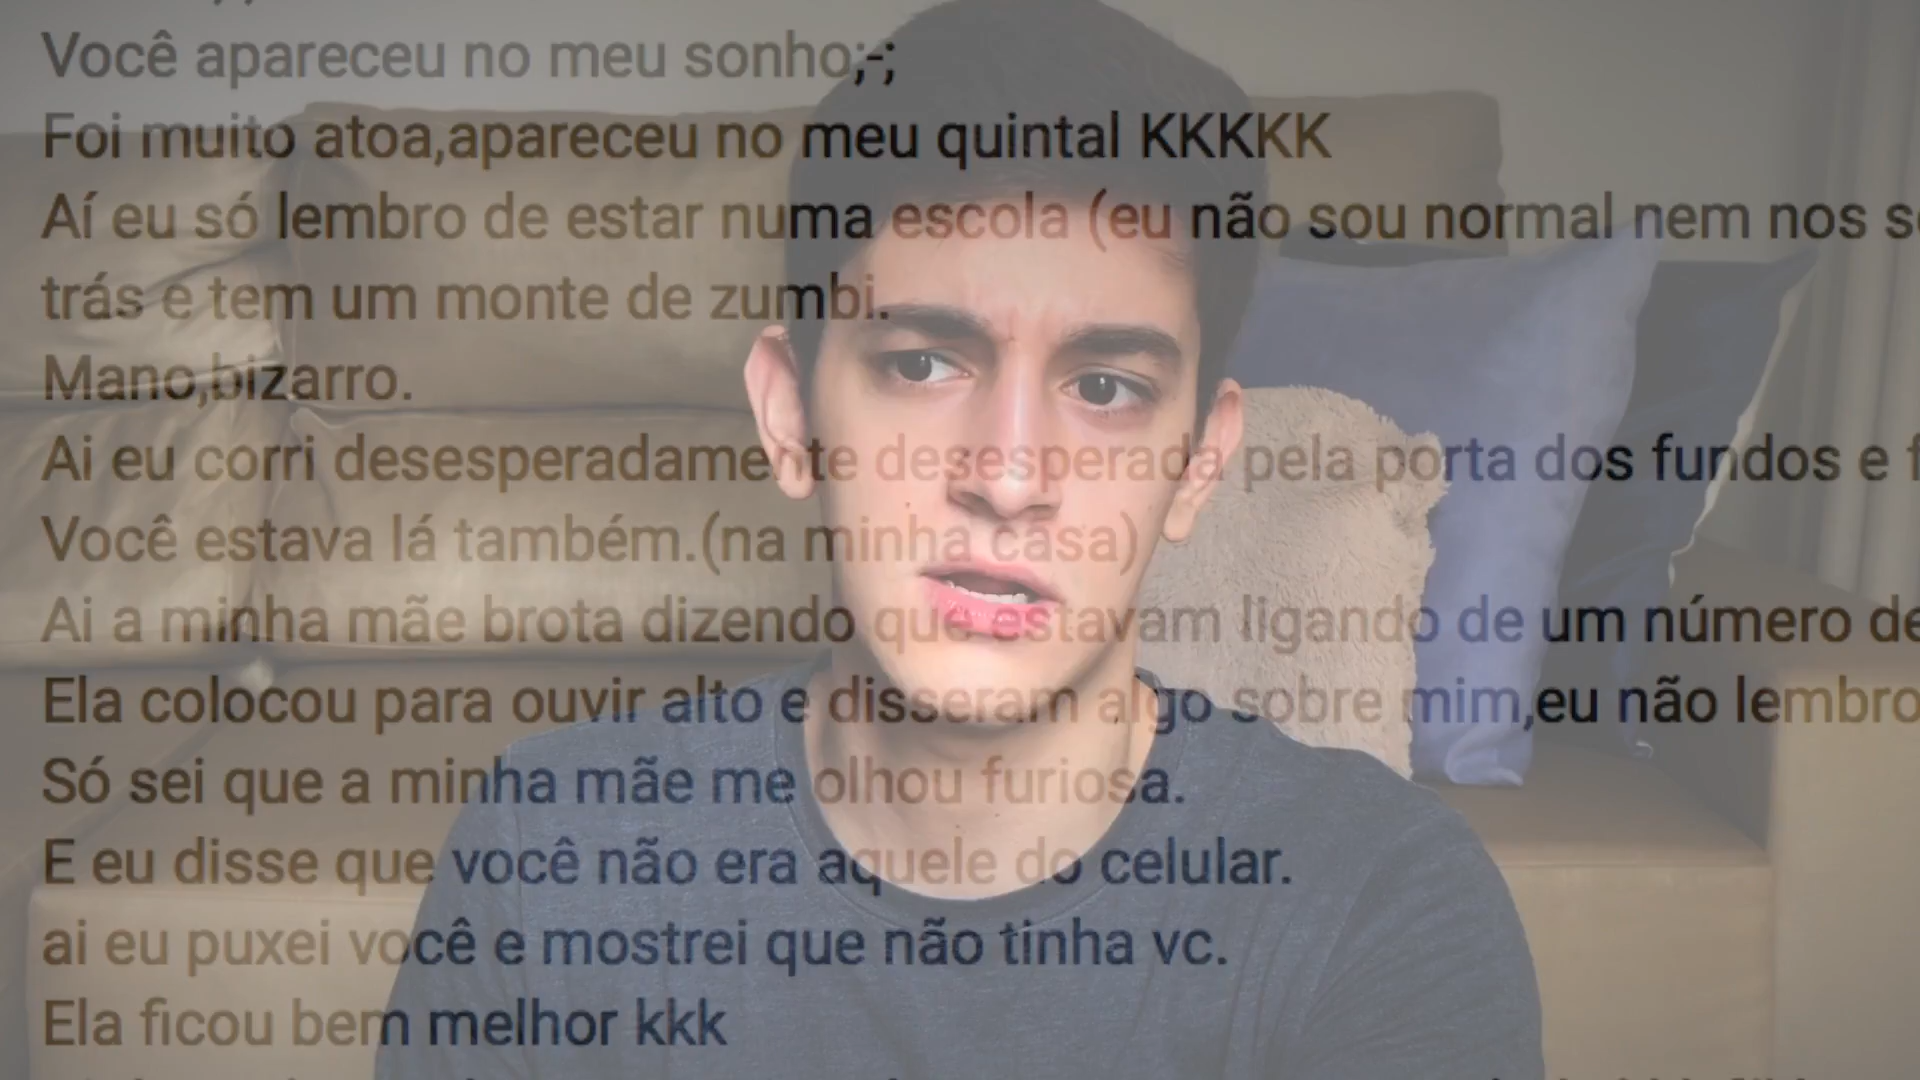 Você apareceu no meu sonho;-;
Foi muito atoa,apareceu no meu quintal KKKKK
Aí eu só lembro de estar numa escola (eu não sou normal nem nos
trás e tem um monte de zumbi.
Mano,bizarro.
Ai eu corri desesperadamente desesperada pela porta dos fundos e
Você estava lá também.(na minha casa)
Ai a minha mãe brota dizendo que estavam ligando de um número de
Ela colocou para ouvir alto e disseram algo sobre mim,eu não lembro
Só sei que a minha mãe me olhou furiosa.
E eu disse que você não era aquele do celular.
ai eu puxei você e mostrei que não tinha vc.
Ela ficou bem melhor kkk